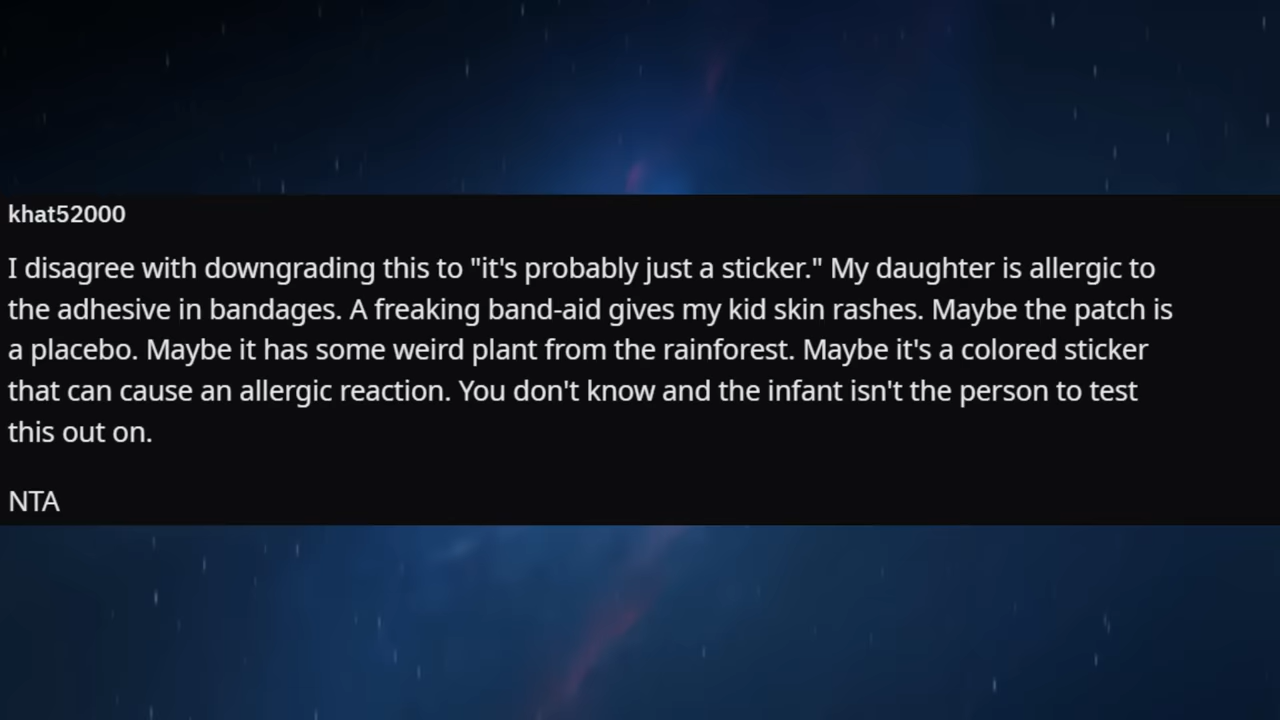 khat52000
I disagree with downgrading this to "it's probably just a sticker." My daughter is allergic to
the adhesive in bandages. A freaking band-aid gives my kid skin rashes. Maybe the patch is
a placebo. Maybe it has some weird plant from the rainforest. Maybe it's a colored sticker
that can cause an allergic reaction. You don't know and the infant isn't the person to test
this out on.
NTA